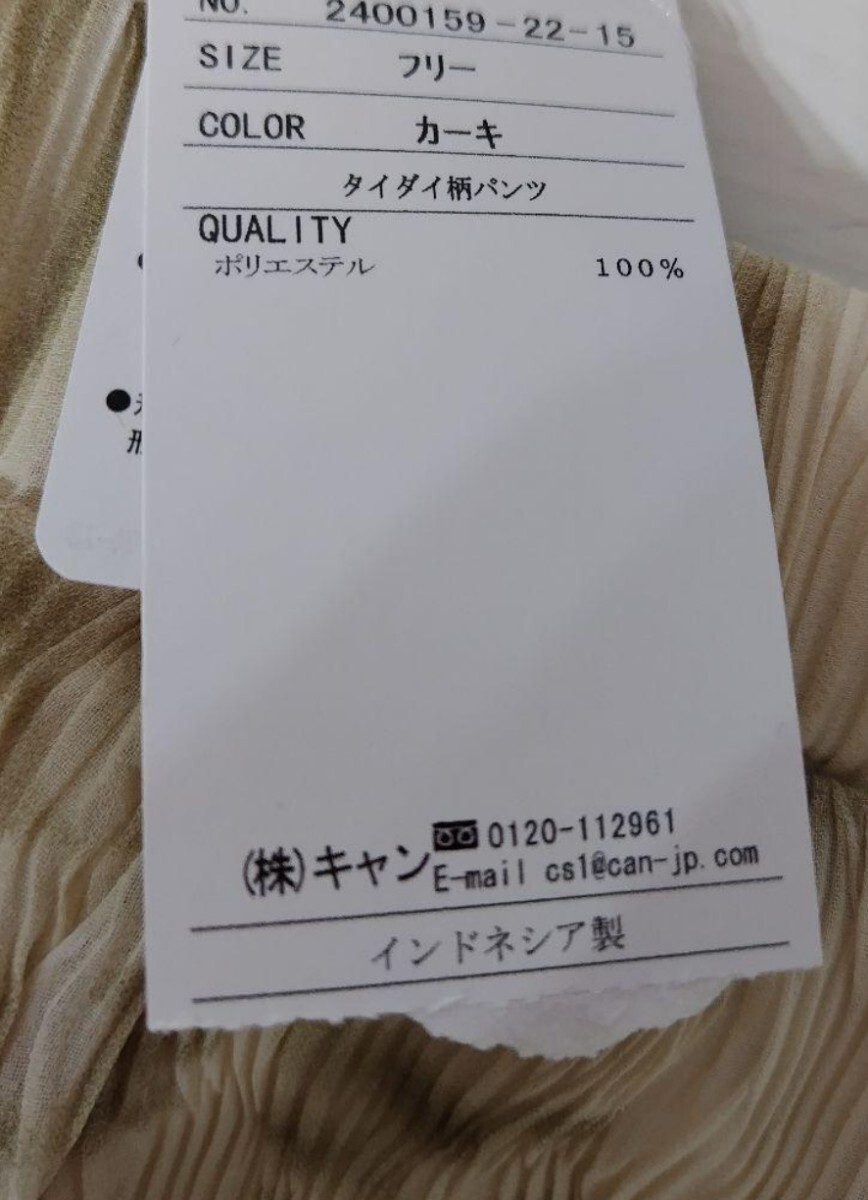 NO. 2400159-22-15
SIZE フリー
COLOR カーキ
タイダイ柄パンツ
QUALITY
ポリエステル 100%
●
(株)キャン 0120-112961
E-mail cs1@can-jp.com
インドネシア製